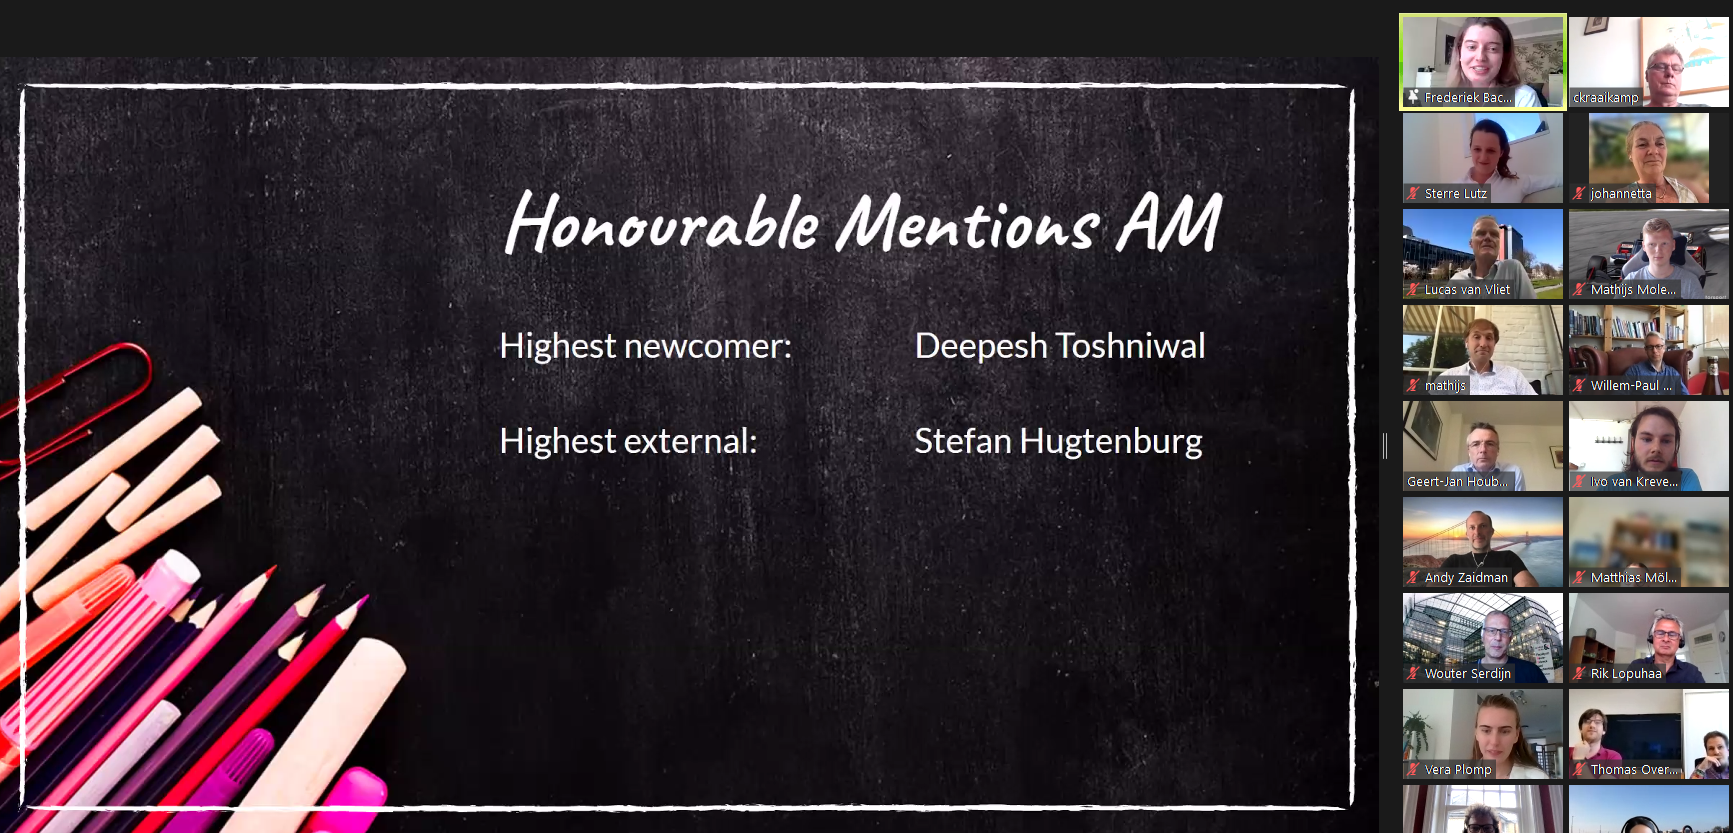 Honourable Mentions AM
Highest newcomer: Deepesh Toshniwal
Highest external: Stefan Hugtenburg
Frederiek Bac...
ckraaikamp
Sterre Lutz
johannetta
Lucas van Vliet
Mathijs Mole...
mathijs
Willem-Paul ...
Geert-Jan Houb...
Ivo van Kreve...
Andy Zaidman
Matthias Möl...
Wouter Serdijn
Rik Lopuhaa
Vera Plomp
Thomas Over...